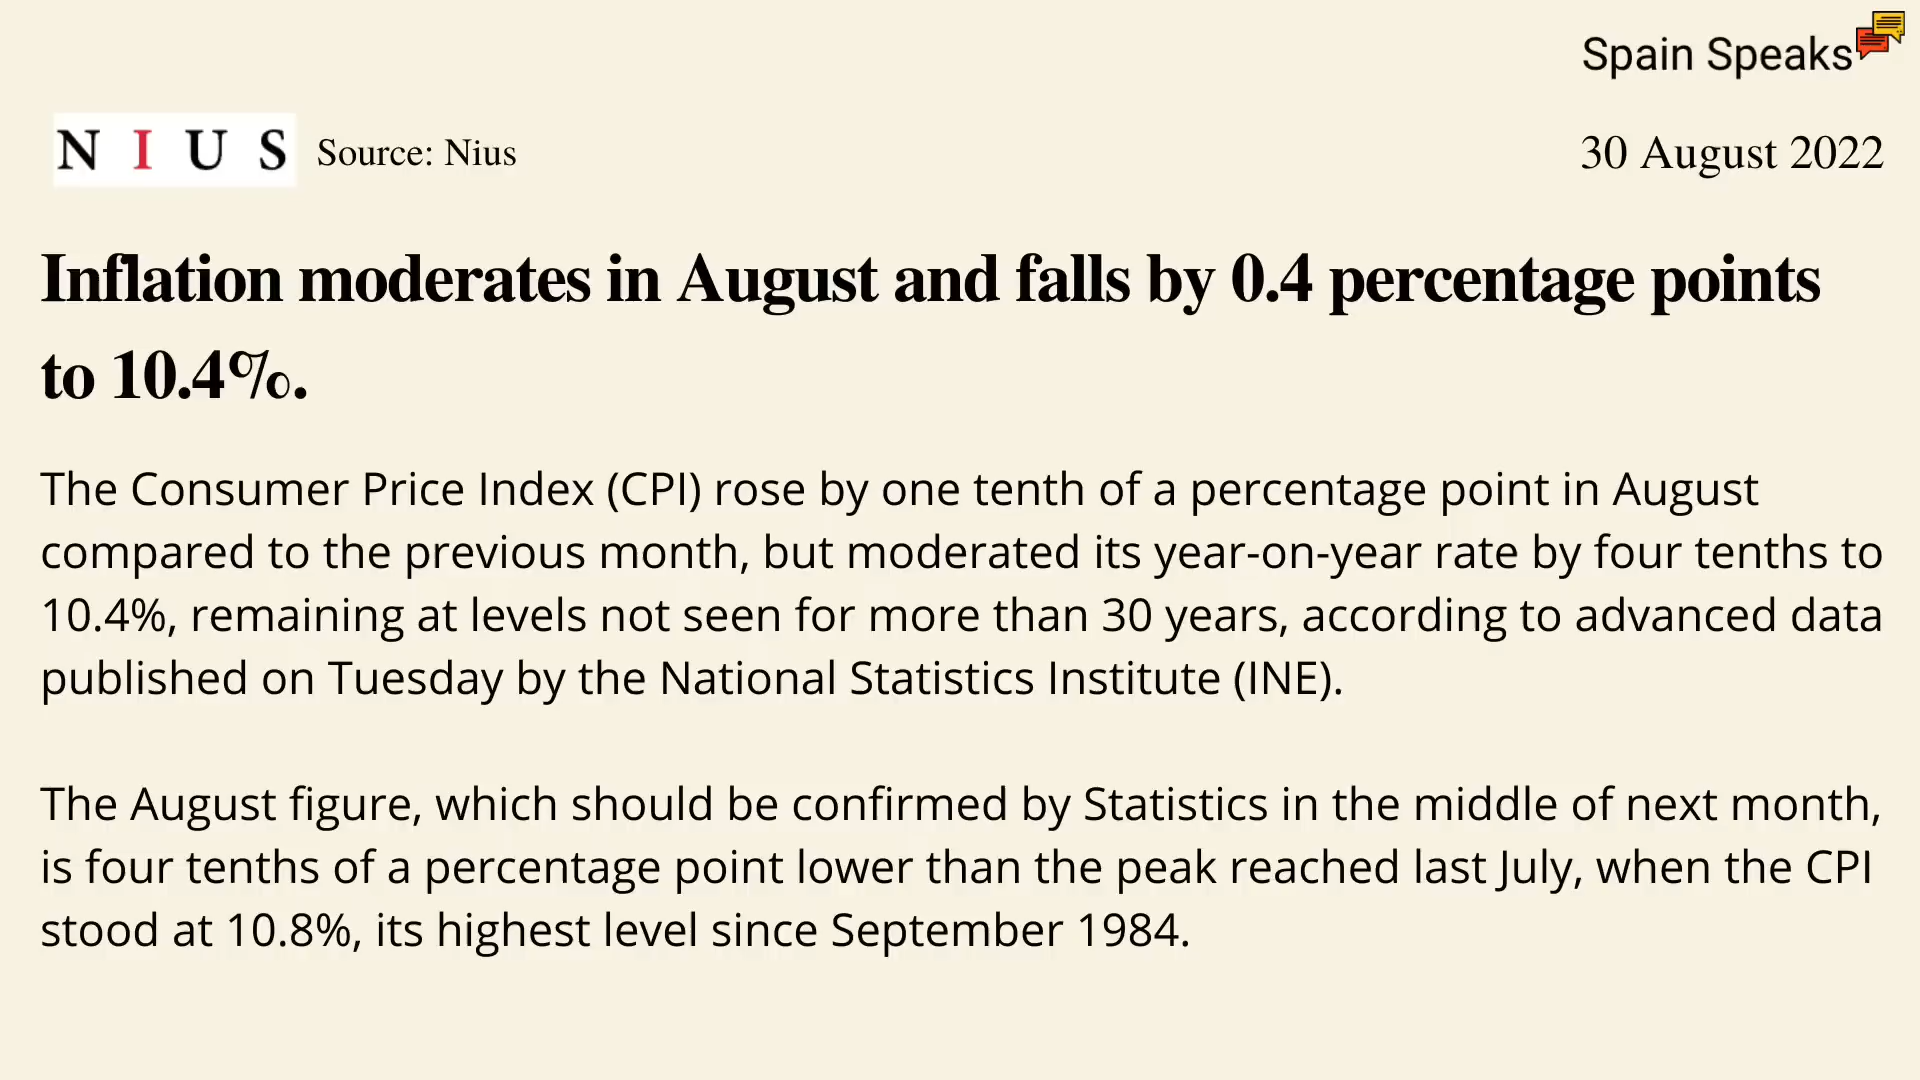 Spain Speaks
N I U S Source: Nius 30 August 2022
Inflation moderates in August and falls by 0.4 percentage points
to 10.4%.
The Consumer Price Index (CPI) rose by one tenth of a percentage point in August
compared to the previous month, but moderated its year-on-year rate by four tenths to
10.4%, remaining at levels not seen for more than 30 years, according to advanced data
published on Tuesday by the National Statistics Institute (INE).
The August figure, which should be confirmed by Statistics in the middle of next month,
is four tenths of a percentage point lower than the peak reached last July, when the CPI
stood at 10.8%, its highest level since September 1984.